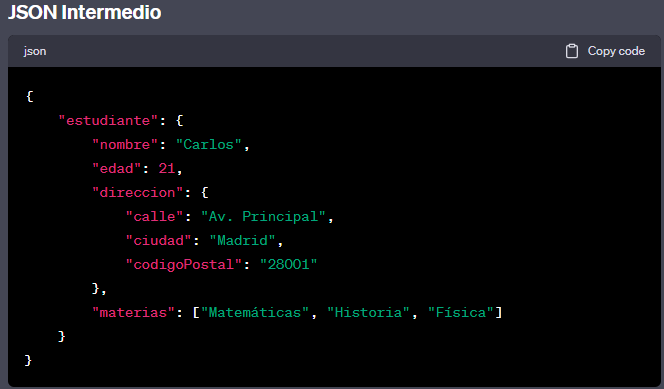 JSON Intermedio
json Copy code
{
    "estudiante": {
        "nombre": "Carlos",
        "edad": 21,
        "direccion": {
            "calle": "Av. Principal",
            "ciudad": "Madrid",
            "codigoPostal": "28001"
        },
        "materias": ["Matemáticas", "Historia", "Física"]
    }
}